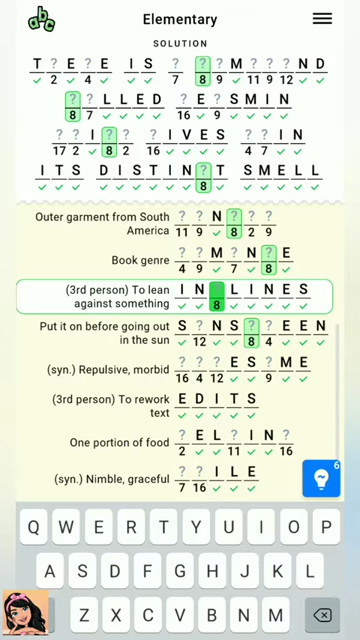 Elementary
SOLUTION
T ? E ? E I S ? ? ? M ? ? ? N D
2 4 7 8 9 11 9 12
? ? L L E D ? E ? S M I N
8 7 16 9
? ? I ? ? ? I V E S ? ? I N
17 2 8 2 16 4 7
I T S D I S T I N ? T S M E L L
8
Outer garment from South ? ? N ? ? ?
America 11 9 8 2 9
Book genre ? ? M ? N ? E
4 9 7 8
(3rd person) To lean I N ? L I N E S
against something 8
Put it on before going out S ? N S ? ? E E N
in the sun 12 8 4
(syn.) Repulsive, morbid ? ? ? E S ? M E
16 4 12 9
(3rd person) To rework E D I T S
text
One portion of food ? E L ? I N ?
2 11 16
6
(syn.) Nimble, graceful ? ? I L E
7 16
Q W E R T Y U I O P
A S D F G H J K L
Z X C V B N M